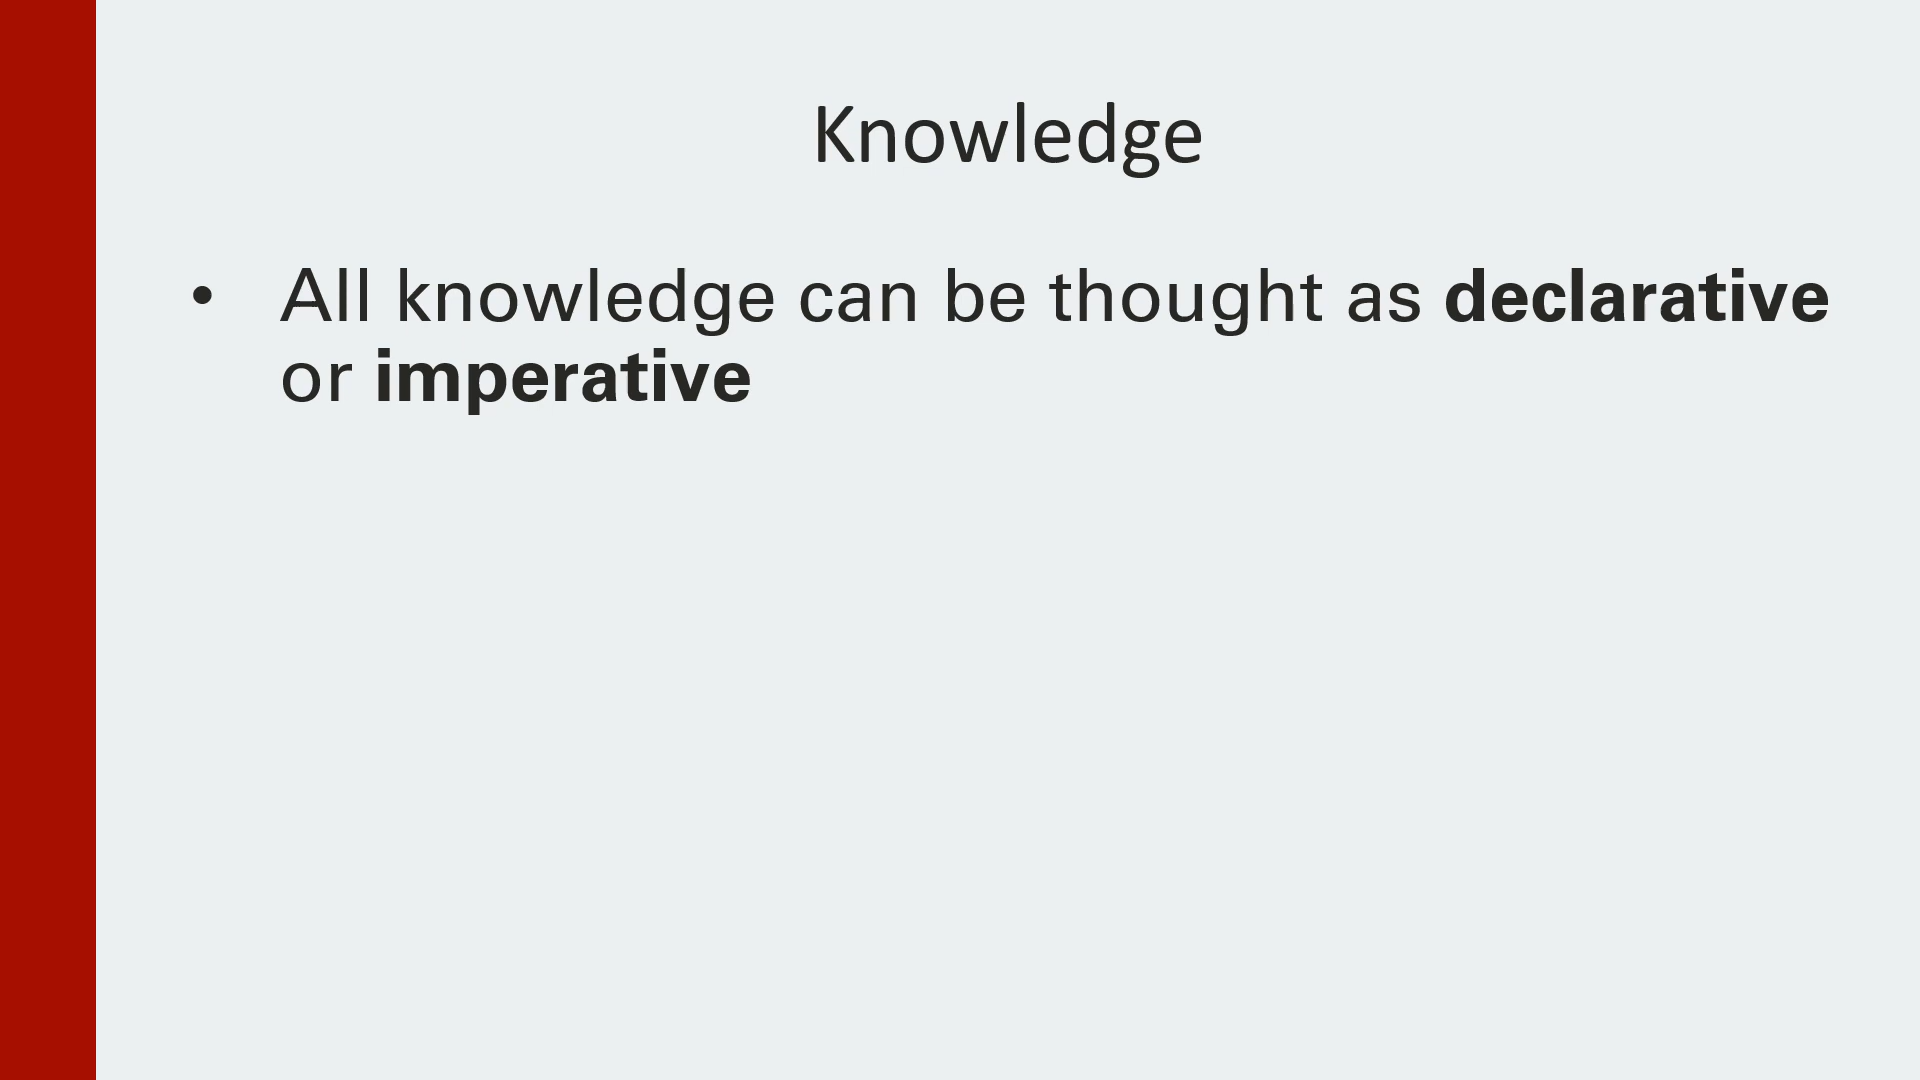 Knowledge
• All knowledge can be thought as declarative
or imperative